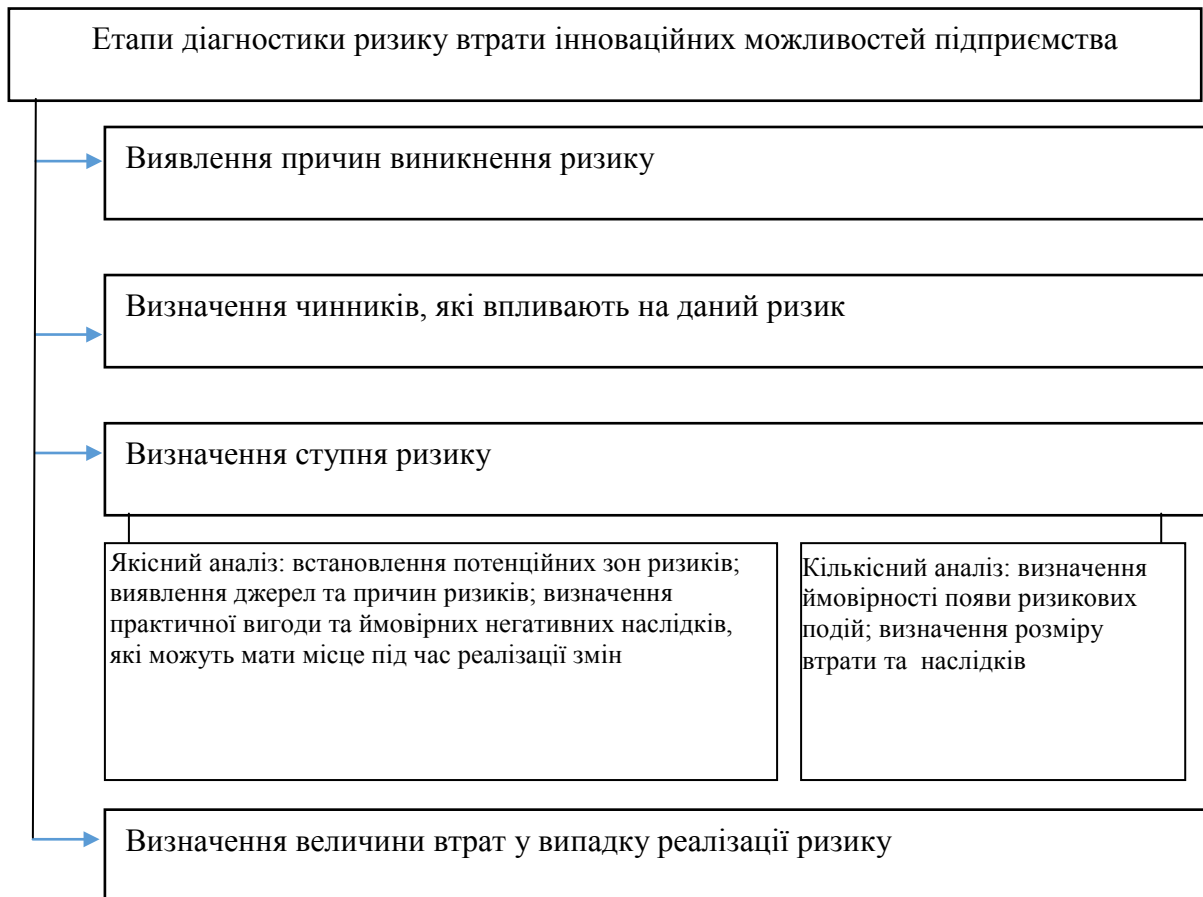 Етапи діагностики ризику втрати інноваційних можливостей підприємства
Виявлення причин виникнення ризику
Визначення чинників, які впливають на даний ризик
Визначення ступня ризику
Якісний аналіз: встановлення потенційних зон ризиків;
виявлення джерел та причин ризиків; визначення
практичної вигоди та ймовірних негативних наслідків,
які можуть мати місце під час реалізації змін
Кількісний аналіз: визначення
ймовірності появи ризикових
подій; визначення розміру
втрати та наслідків
Визначення величини втрат у випадку реалізації ризику